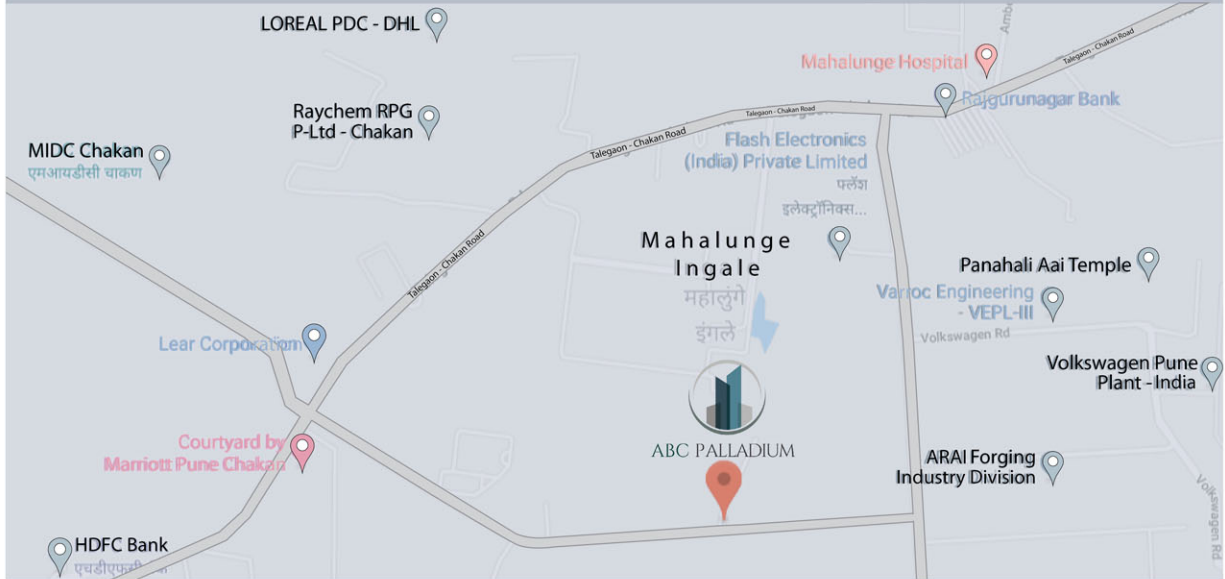 LOREAL PDC - DHL
Talegaon - Chakan Road
Mahalunge Hospital
Rajgurunagar Bank
Raychem RPG
P-Ltd - Chakan
Talegaon - Chakan Road
Talegaon - Chakan Road
Flash Electronics
(India) Private Limited
फ्लॅश
इलेक्ट्रॉनिक्स...
MIDC Chakan
एमआयडीसी चाकण
Mahalunge
Ingale
महाळुंगे
इंगळे
Talegaon - Chakan Road
Panahali Aai Temple
Varroc Engineering
- VEPL-III
Volkswagen Rd
Lear Corporation
Volkswagen Pune
Plant - India
ABC PALLADIUM
Courtyard by
Marriott Pune Chakan
ARAI Forging
Industry Division
Volkswagen Rd
HDFC Bank